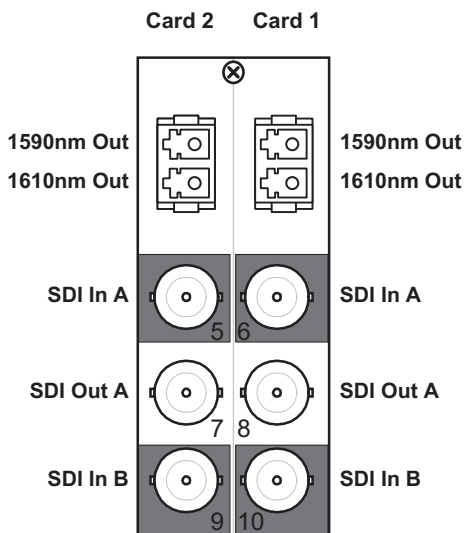 Card 2 Card 1
1590nm Out 1590nm Out
1610nm Out 1610nm Out
SDI In A SDI In A
5 6
SDI Out A SDI Out A
7 8
SDI In B SDI In B
9 10